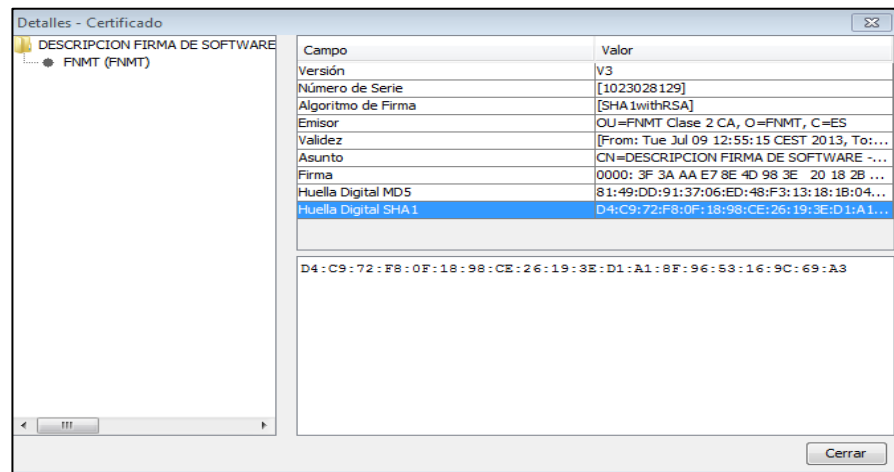 Detalles - Certificado
DESCRIPCION FIRMA DE SOFTWARE
FNMT (FNMT)
Campo Valor
Versión V3
Número de Serie [1023028129]
Algoritmo de Firma [SHA1withRSA]
Emisor OU=FNMT Clase 2 CA, O=FNMT, C=ES
Validez [From: Tue Jul 09 12:55:15 CEST 2013, To:...
Asunto CN=DESCRIPCION FIRMA DE SOFTWARE -...
Firma 0000: 3F 3A AA E7 8E 4D 98 3E 20 18 2B ...
Huella Digital MD5 81:49:DD:91:37:06:ED:48:F3:13:18:1B:04...
Huella Digital SHA1 D4:C9:72:F8:0F:18:98:CE:26:19:3E:D1:A1...
D4:C9:72:F8:0F:18:98:CE:26:19:3E:D1:A1:8F:96:53:16:9C:69:A3
Cerrar